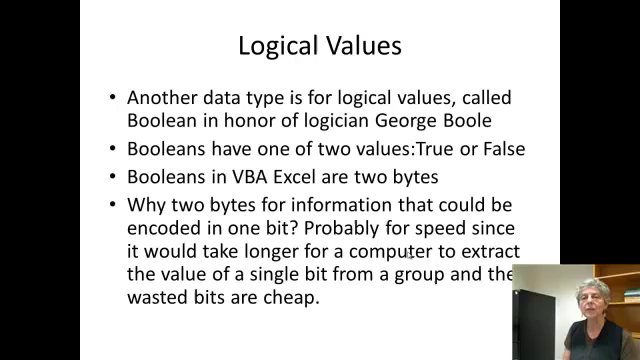 Logical Values
• Another data type is for logical values, called
Boolean in honor of logician George Boole
• Booleans have one of two values:True or False
• Booleans in VBA Excel are two bytes
• Why two bytes for information that could be
encoded in one bit? Probably for speed since
it would take longer for a computer to extract
the value of a single bit from a group and the
wasted bits are cheap.